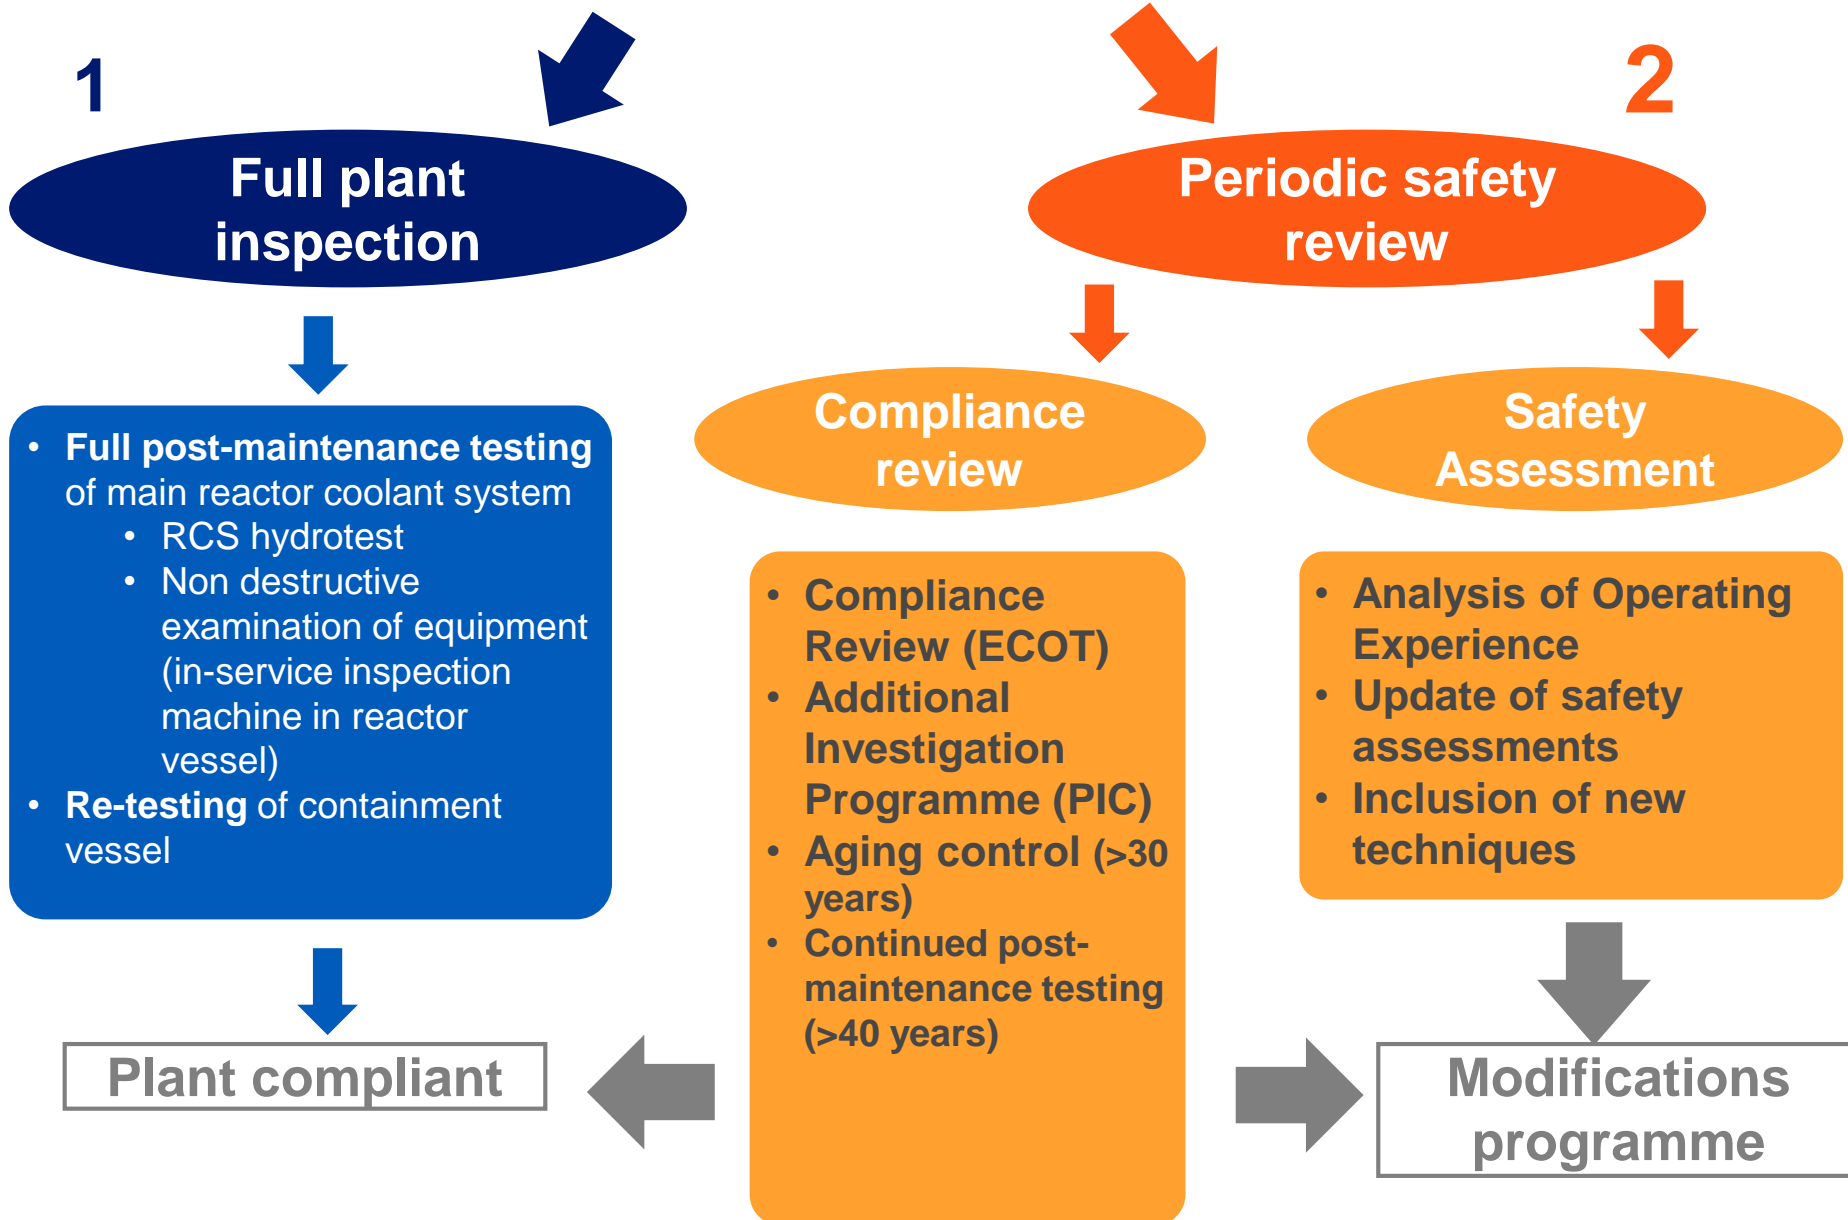 1
Full plant
inspection
• Full post-maintenance testing
of main reactor coolant system
• RCS hydrotest
• Non destructive
examination of equipment
(in-service inspection
machine in reactor
vessel)
• Re-testing of containment
vessel
Plant compliant
2
Periodic safety
review
Compliance
review
• Compliance
Review (ECOT)
• Additional
Investigation
Programme (PIC)
• Aging control (>30
years)
• Continued post-
maintenance testing
(>40 years)
Safety
Assessment
• Analysis of Operating
Experience
• Update of safety
assessments
• Inclusion of new
techniques
Modifications
programme